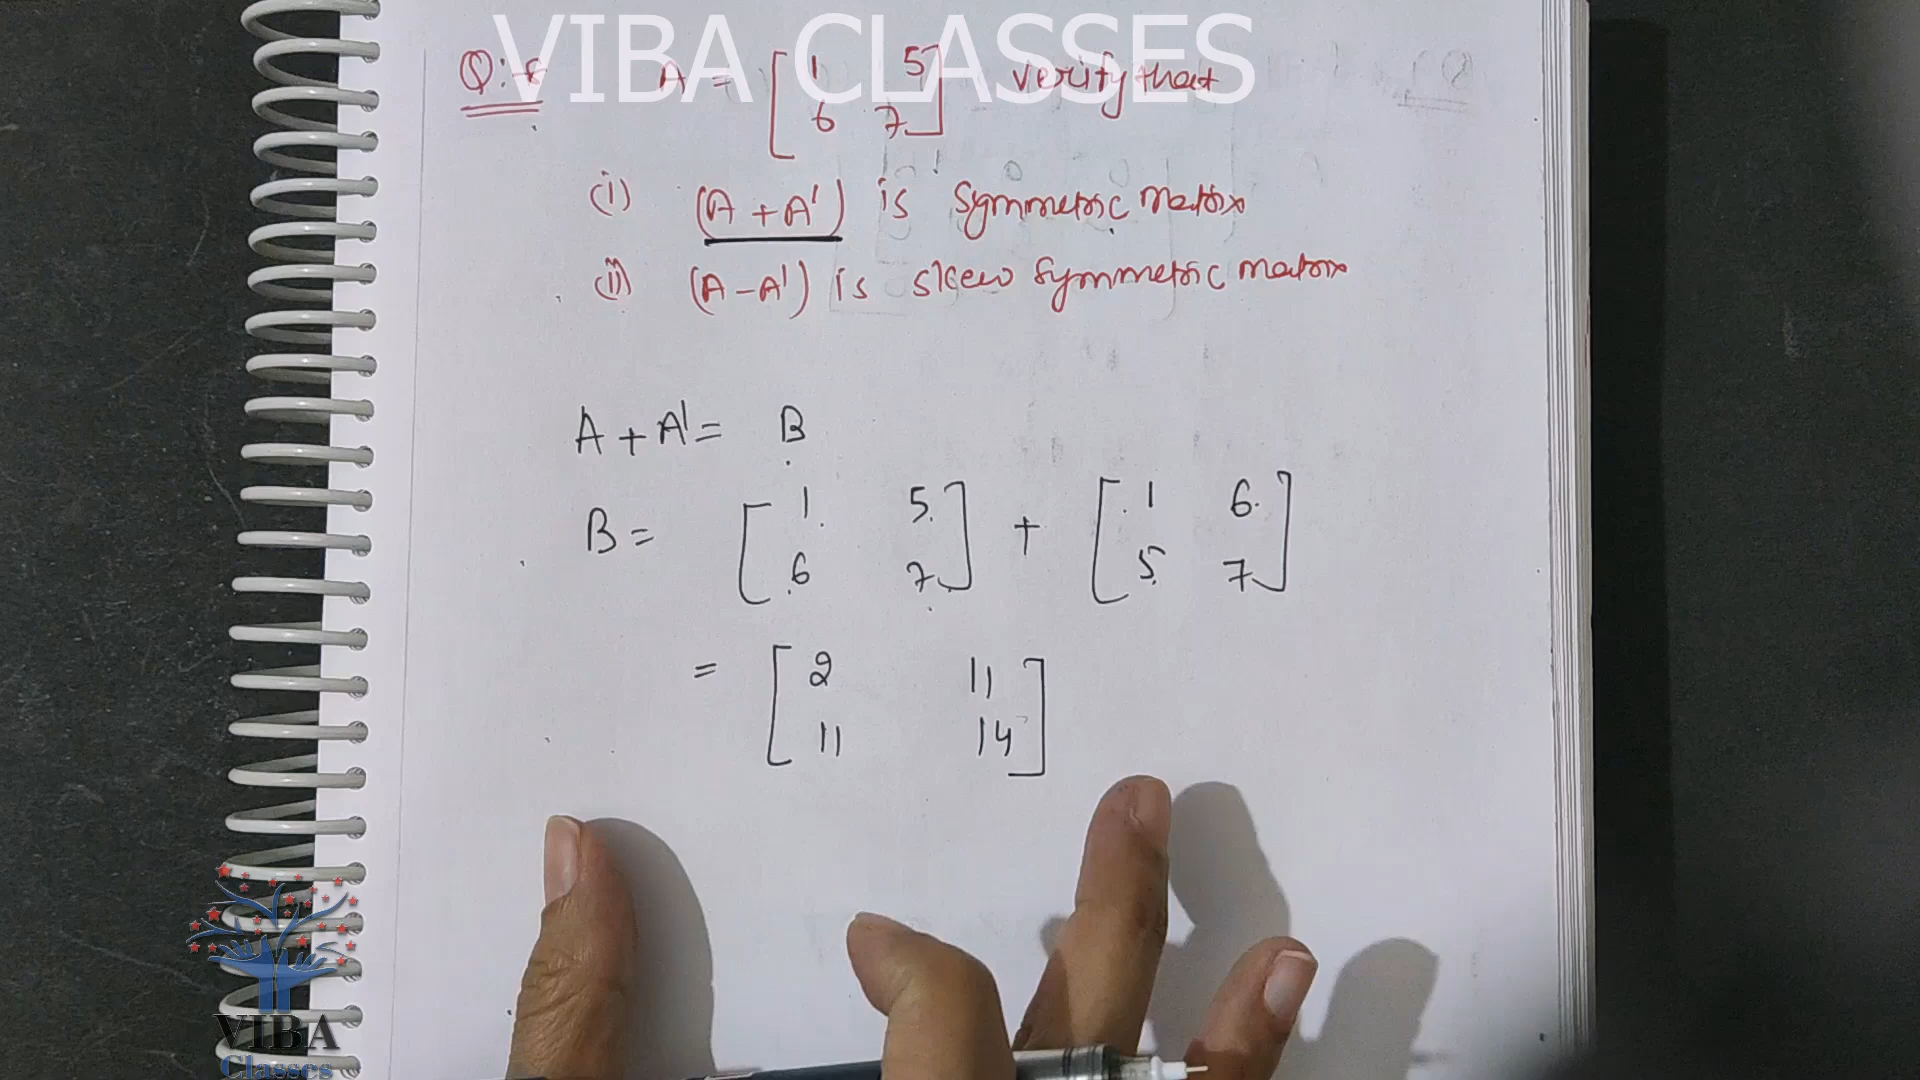 VIBA CLASSES
Q:- A = [1 5 verify that
6 7]
(i) (A + A') is Symmetric Matrix
(ii) (A - A') is skew Symmetric matrix
A + A' = B
B = [1 5 + [1 6
6 7] 5 7]
= [2 11
11 14]
VIBA
Classes